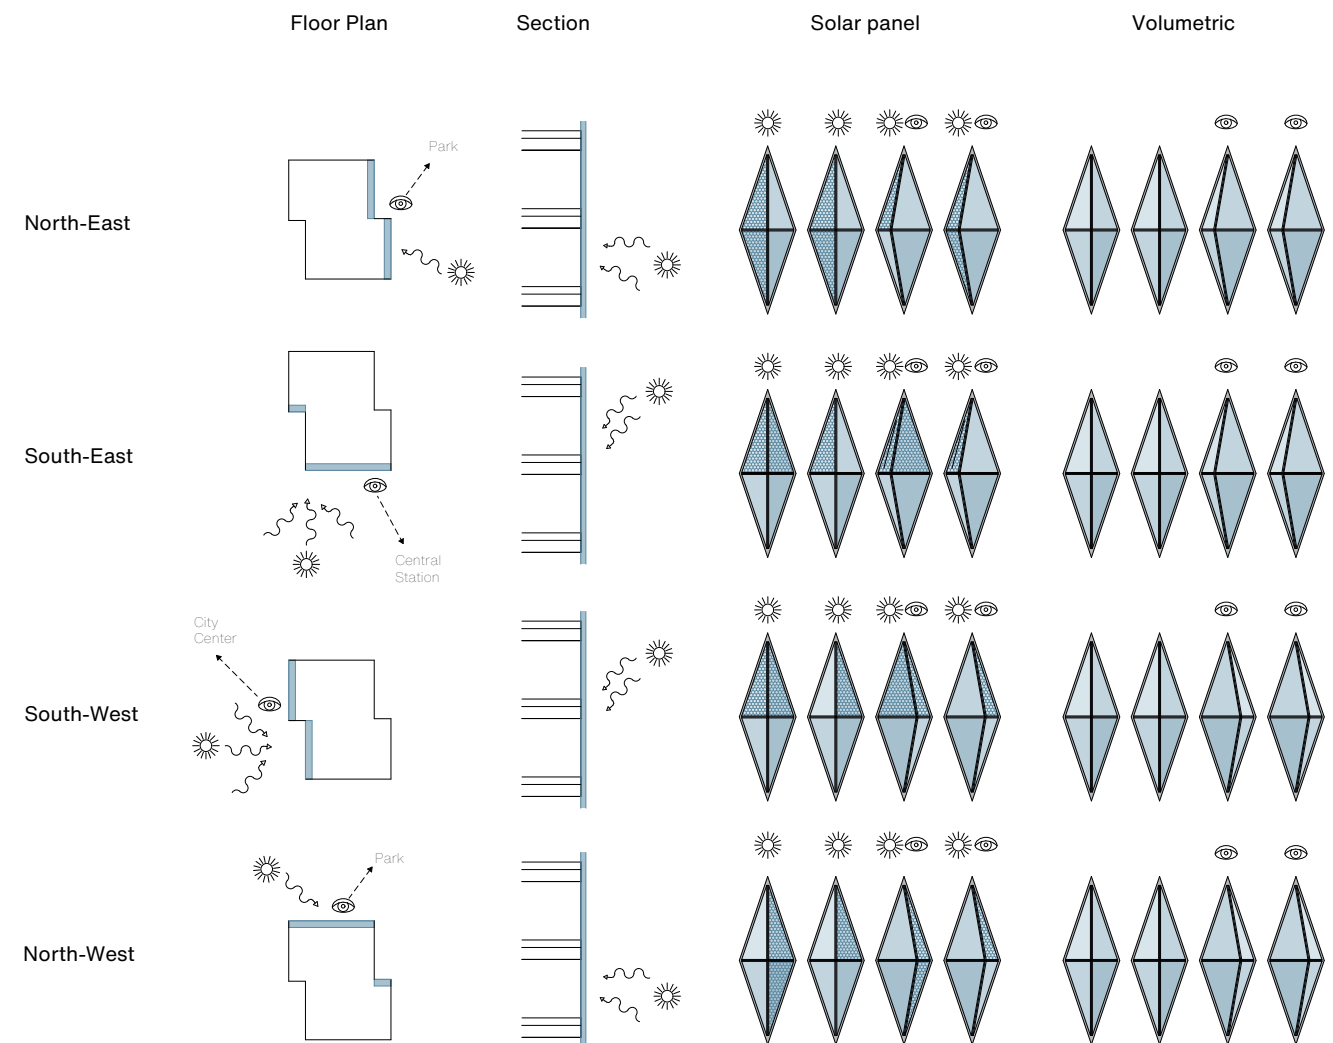 Floor Plan
Section
Solar panel
Volumetric
North-East
Park
South-East
Central
Station
South-West
City
Center
North-West
Park